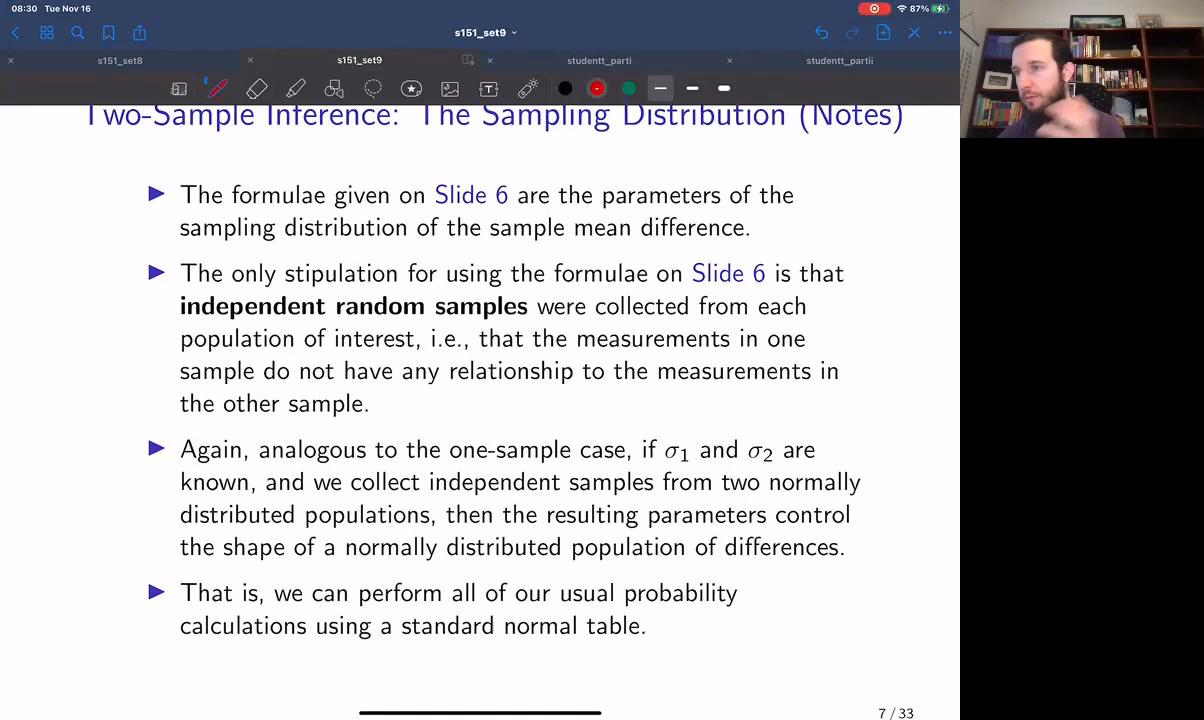 08:30 Tue Nov 16
87%
s151_set9
s151_set8
s151_set9
studentt_parti
studentt_partii
Two-Sample Inference: The Sampling Distribution (Notes)
The formulae given on Slide 6 are the parameters of the
sampling distribution of the sample mean difference.
The only stipulation for using the formulae on Slide 6 is that
independent random samples were collected from each
population of interest, i.e., that the measurements in one
sample do not have any relationship to the measurements in
the other sample.
Again, analogous to the one-sample case, if σ₁ and σ₂ are
known, and we collect independent samples from two normally
distributed populations, then the resulting parameters control
the shape of a normally distributed population of differences.
That is, we can perform all of our usual probability
calculations using a standard normal table.
7 / 33